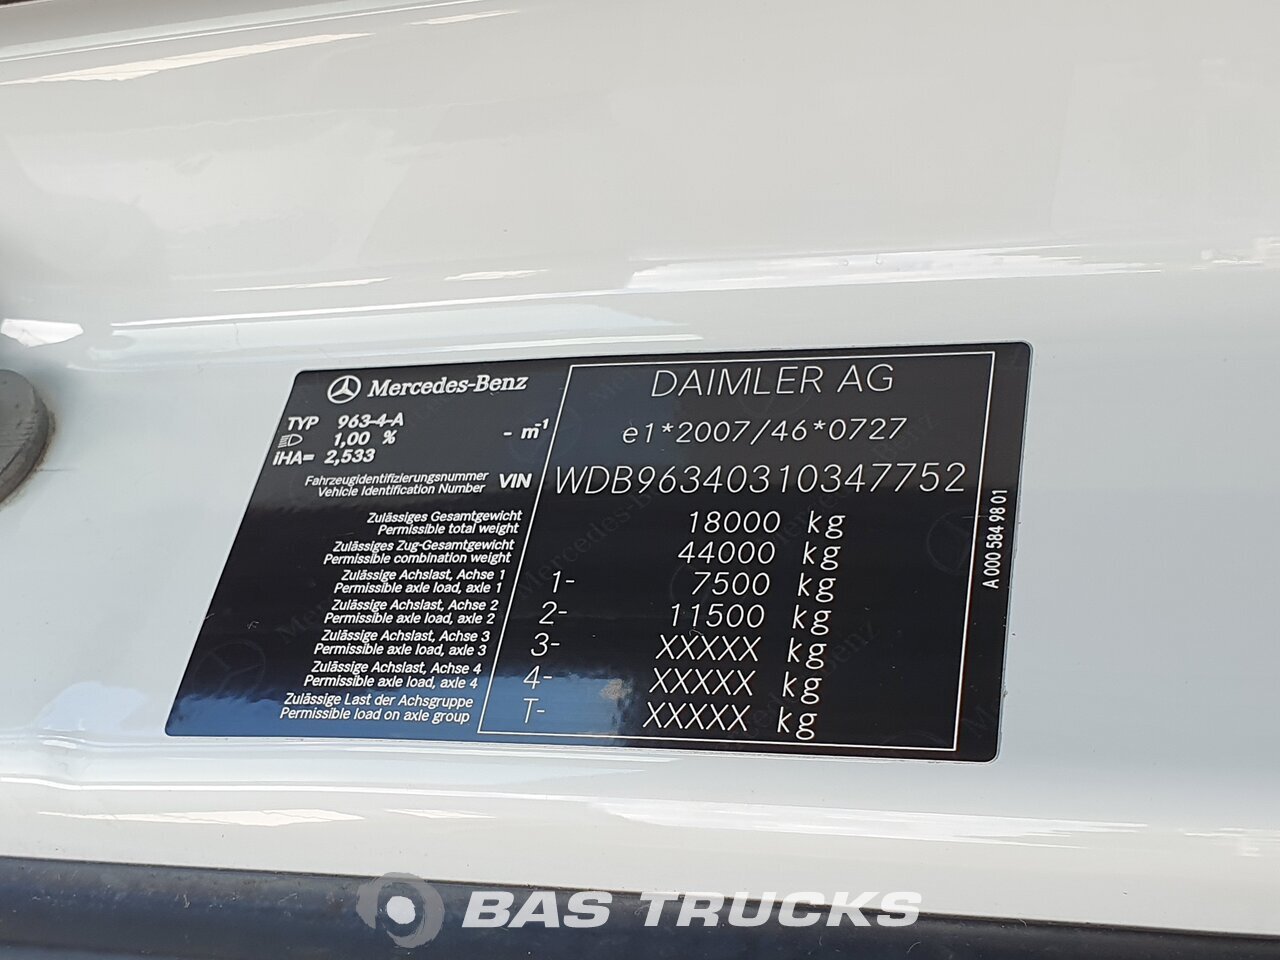 Mercedes-Benz
DAIMLER AG
TYP 963-4-A
1,00 % - m-1
e1*2007/46*0727
iHA= 2,533
Fahrzeugidentifizierungsnummer
Vehicle Identification Number VIN WDB96340310347752
Zulässiges Gesamtgewicht
Permissible total weight 18000 kg
Zulässiges Zug-Gesamtgewicht
Permissible combination weight 44000 kg
Zulässige Achslast, Achse 1
Permissible axle load, axle 1 1- 7500 kg
Zulässige Achslast, Achse 2
Permissible axle load, axle 2 2- 11500 kg
Zulässige Achslast, Achse 3
Permissible axle load, axle 3 3- XXXXX kg
Zulässige Achslast, Achse 4
Permissible axle load, axle 4 4- XXXXX kg
Zulässige Last der Achsgruppe
Permissible load on axle group T- XXXXX kg
A 000 584 98 01
BAS TRUCKS